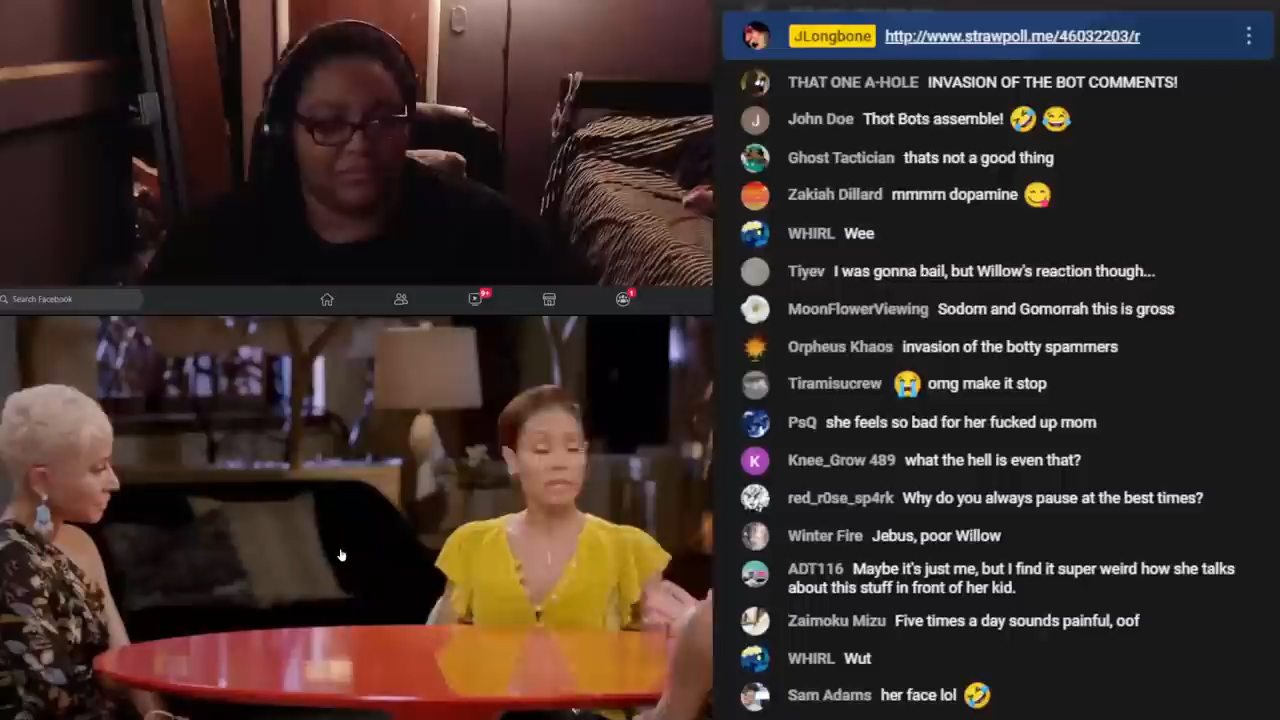 JLongbone http://www.strawpoll.me/46032203/r
THAT ONE A-HOLE INVASION OF THE BOT COMMENTS!
J
John Doe Thot Bots assemble! 🤣 😂
Ghost Tactician thats not a good thing
Zakiah Dillard mmmm dopamine 😋
WHIRL Wee
Tiyev I was gonna bail, but Willow's reaction though...
Search Facebook
9+
1
MoonFlowerViewing Sodom and Gomorrah this is gross
Orpheus Khaos invasion of the botty spammers
Tiramisucrew 😭 omg make it stop
PsQ she feels so bad for her fucked up mom
K
Knee_Grow 489 what the hell is even that?
red_r0se_sp4rk Why do you always pause at the best times?
Winter Fire Jebus, poor Willow
ADT116 Maybe it's just me, but I find it super weird how she talks
about this stuff in front of her kid.
Zaimoku Mizu Five times a day sounds painful, oof
WHIRL Wut
Sam Adams her face lol 🤣